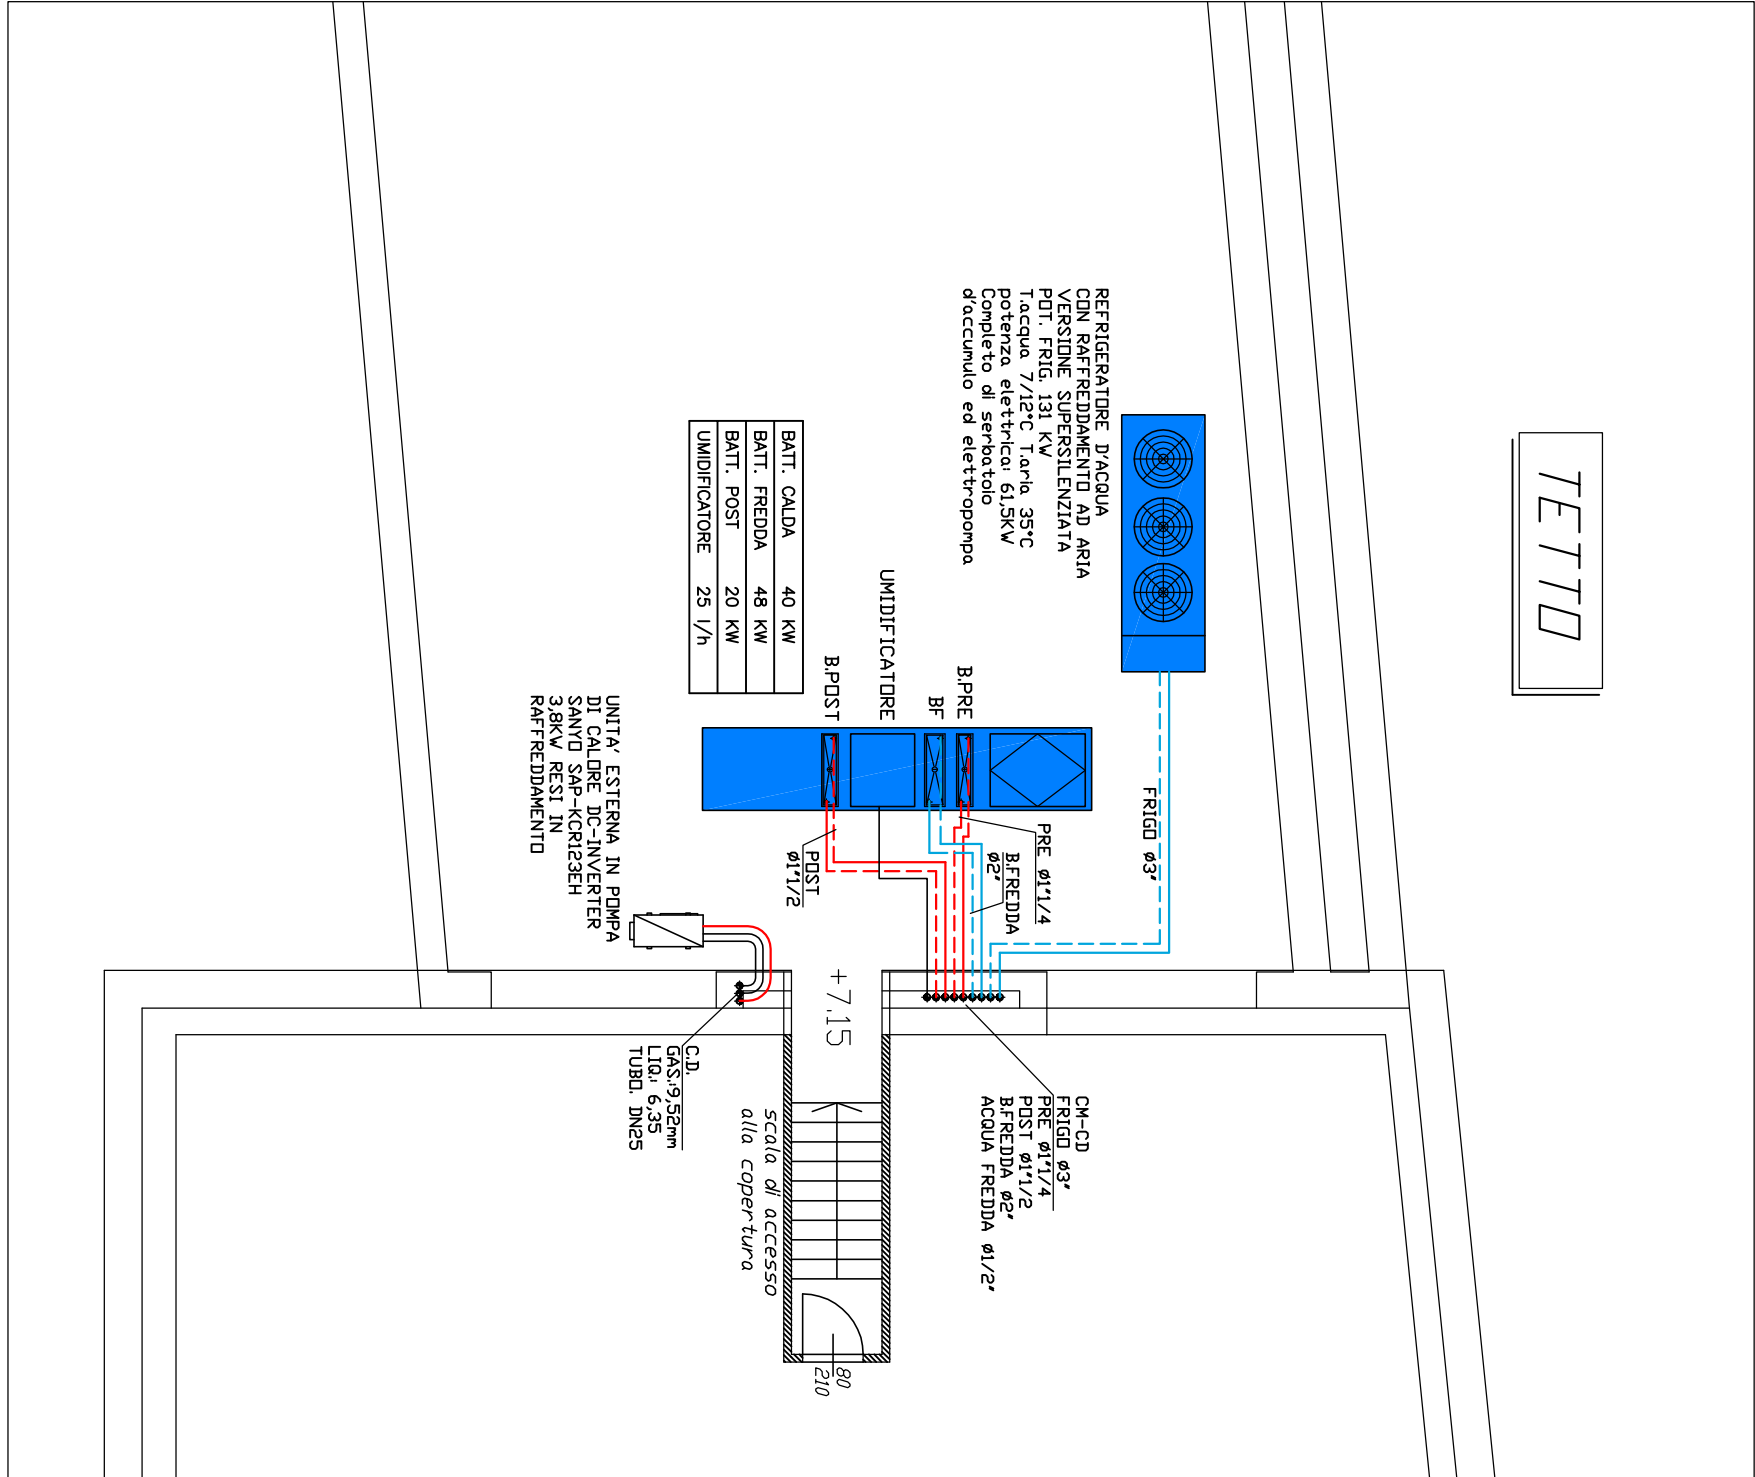 TETTO
REFRIGERATORE D'ACQUA
CON RAFFREDDAMENTO AD ARIA
VERSIONE SUPERSILENZIATA
POT. FRIG. 131 KW
T.acqua 7/12°C T.aria 35°C
potenza elettrica: 61,5KW
Completo di serbatoio
d'accumulo ed elettropompa
FRIGO ø3"
BATT. CALDA 40 KW
BATT. FREDDA 48 KW
BATT. POST 20 KW
UMIDIFICATORE 25 l/h
B.PRE
BF
UMIDIFICATORE
B.POST
PRE ø1"1/4
B.FREDDA
ø2"
POST
ø1"1/2
UNITA' ESTERNA IN POMPA
DI CALORE DC-INVERTER
SANYO SAP-KCR123EH
3,8KW RESI IN
RAFFREDDAMENTO
+7.15
CM-CD
FRIGO ø3"
PRE ø1"1/4
POST ø1"1/2
B.FREDDA ø2"
ACQUA FREDDA ø1/2"
C.D.
GAS.:9,52mm
LIQ.: 6,35
TUBO. DN25
scala di accesso
alla copertura
80
210